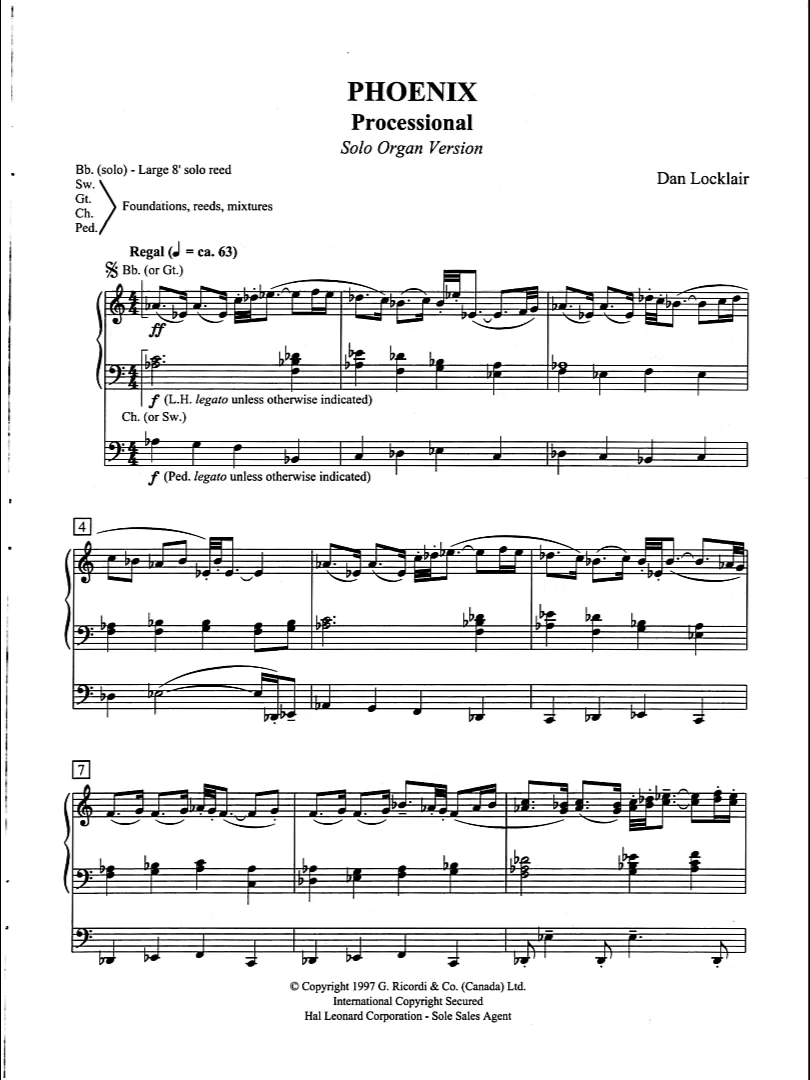 PHOENIX
Processional
Solo Organ Version
Bb. (solo) - Large 8' solo reed
Dan Locklair
Sw.
Gt.
Ch.
Ped.
Foundations, reeds, mixtures
Regal (♩ = ca. 63)
Bb. (or Gt.)
ff
f (L.H. legato unless otherwise indicated)
Ch. (or Sw.)
f (Ped. legato unless otherwise indicated)
4
7
© Copyright 1997 G. Ricordi & Co. (Canada) Ltd.
International Copyright Secured
Hal Leonard Corporation - Sole Sales Agent